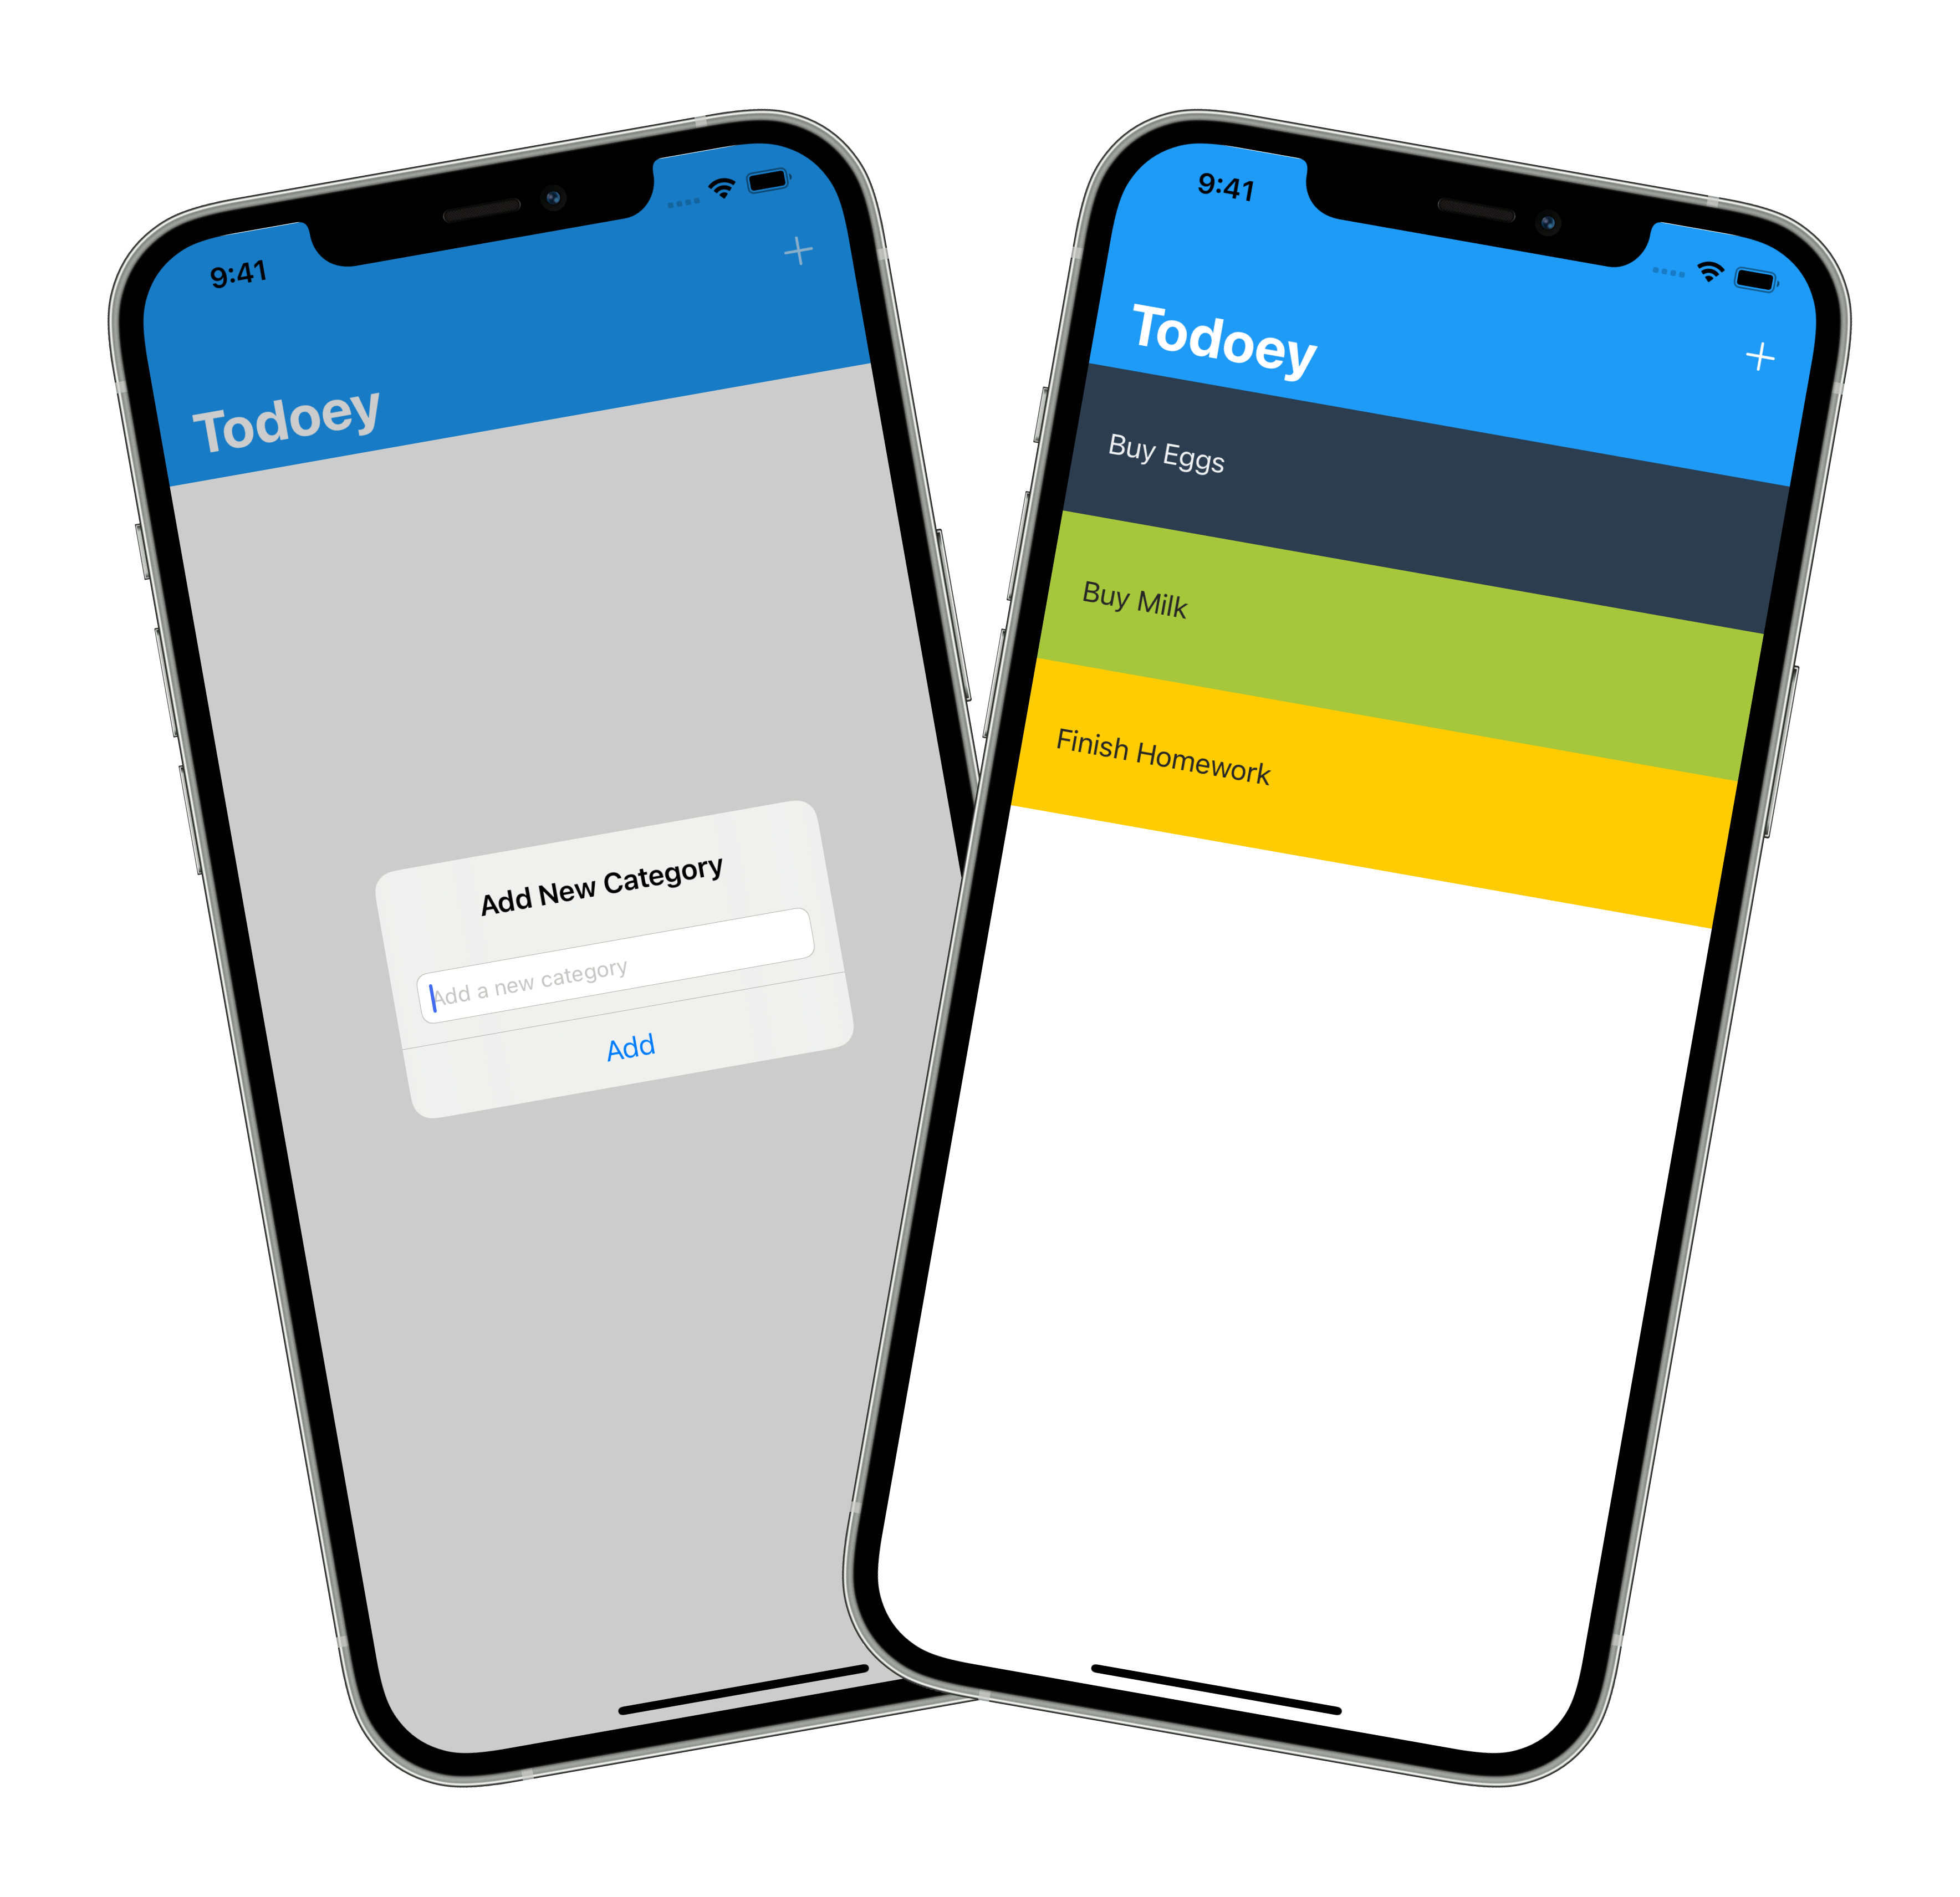 9:41
Todoey
Add New Category
Add a new category
Add
9:41
Todoey
Buy Eggs
Buy Milk
Finish Homework